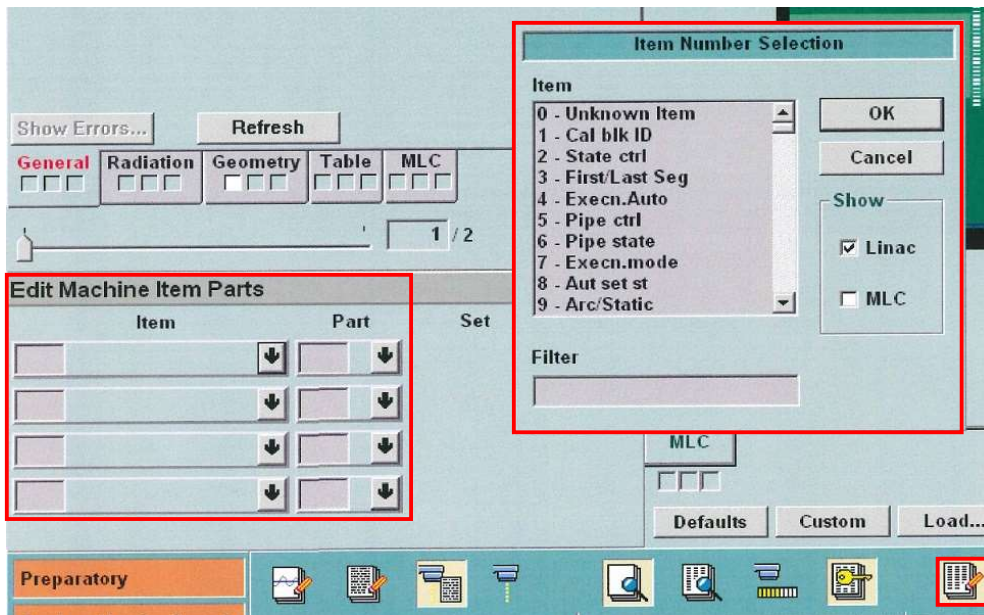 Item Number Selection
Item
0 - Unknown Item
1 - Cal blk ID
2 - State ctrl
3 - First/Last Seg
4 - Execn.Auto
5 - Pipe ctrl
6 - Pipe state
7 - Execn.mode
8 - Aut set st
9 - Arc/Static
OK
Cancel
Show
Linac
MLC
Filter
Show Errors...
Refresh
General Radiation Geometry Table MLC
1 / 2
Edit Machine Item Parts
Item Part Set
MLC
Defaults Custom Load...
Preparatory